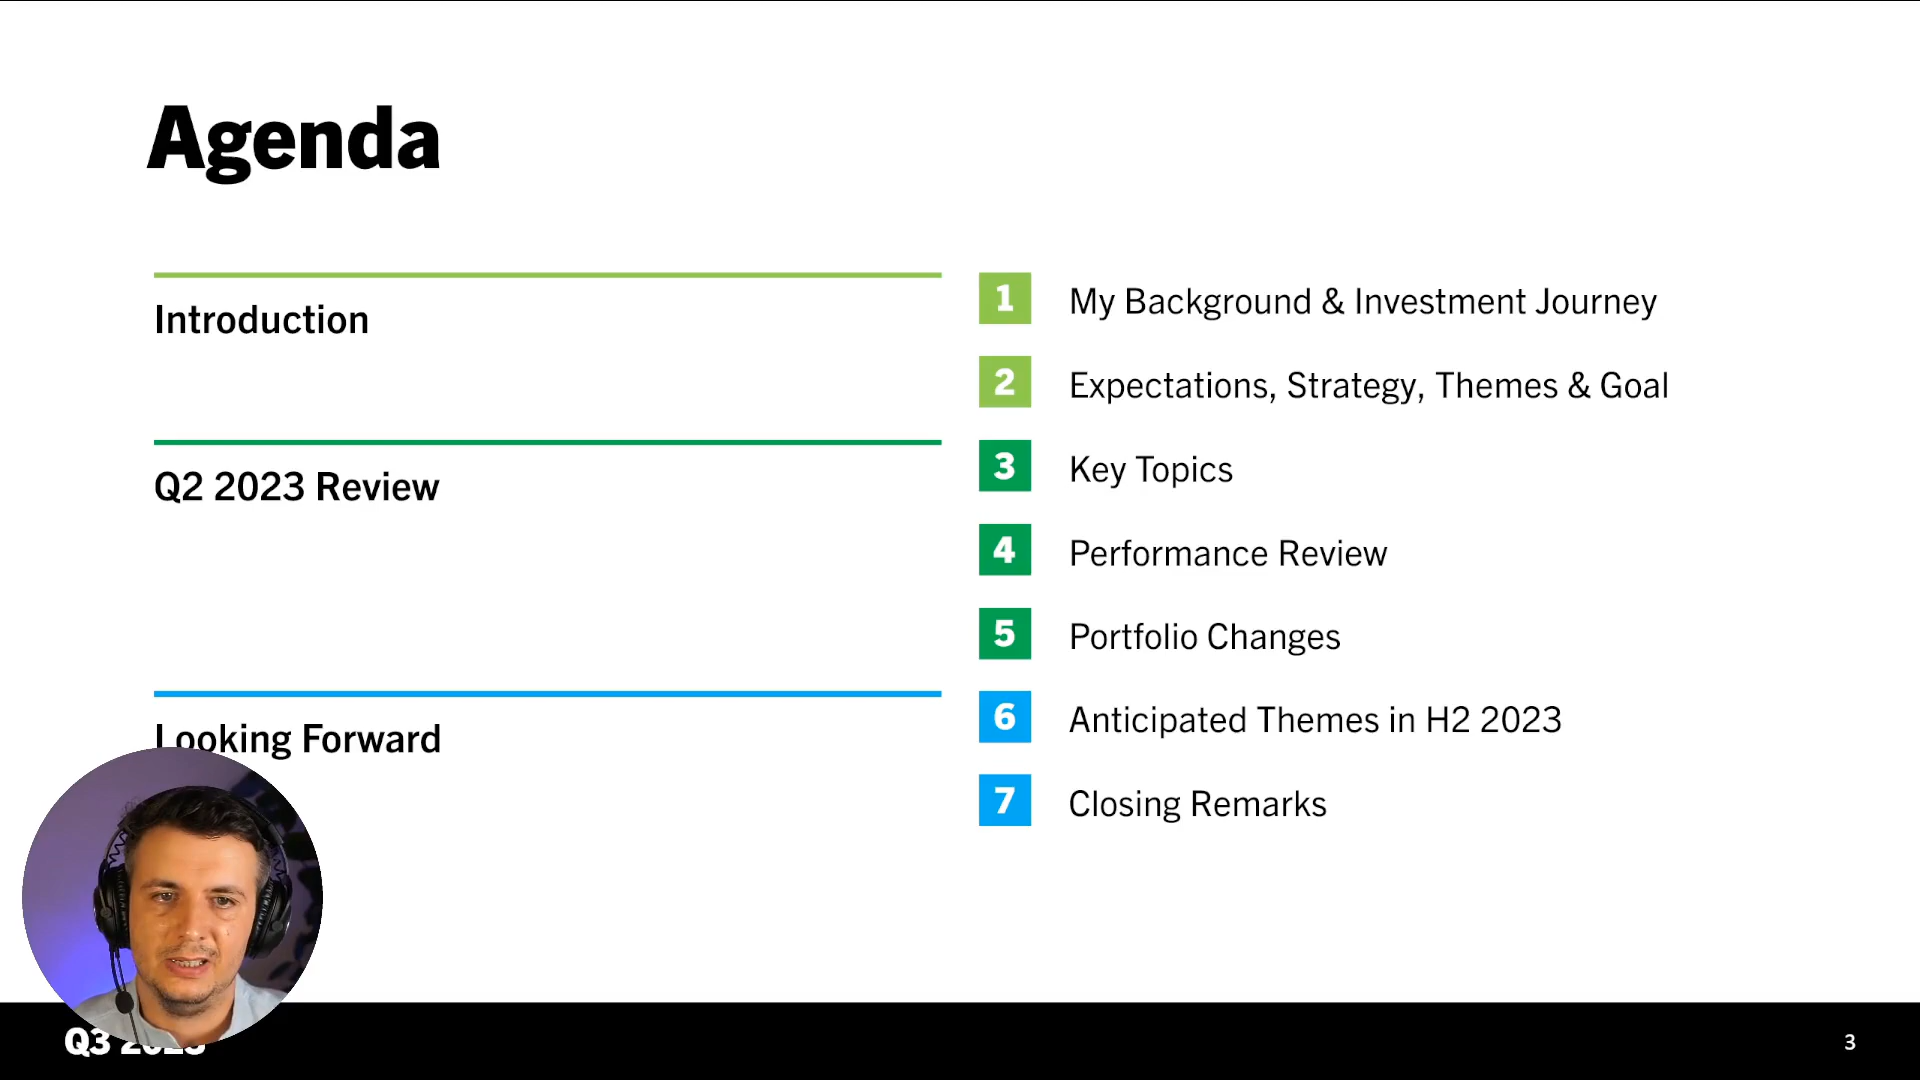 Agenda
Introduction
1 My Background & Investment Journey
2 Expectations, Strategy, Themes & Goal
Q2 2023 Review
3 Key Topics
4 Performance Review
5 Portfolio Changes
Looking Forward
6 Anticipated Themes in H2 2023
7 Closing Remarks
Q3 2023
3